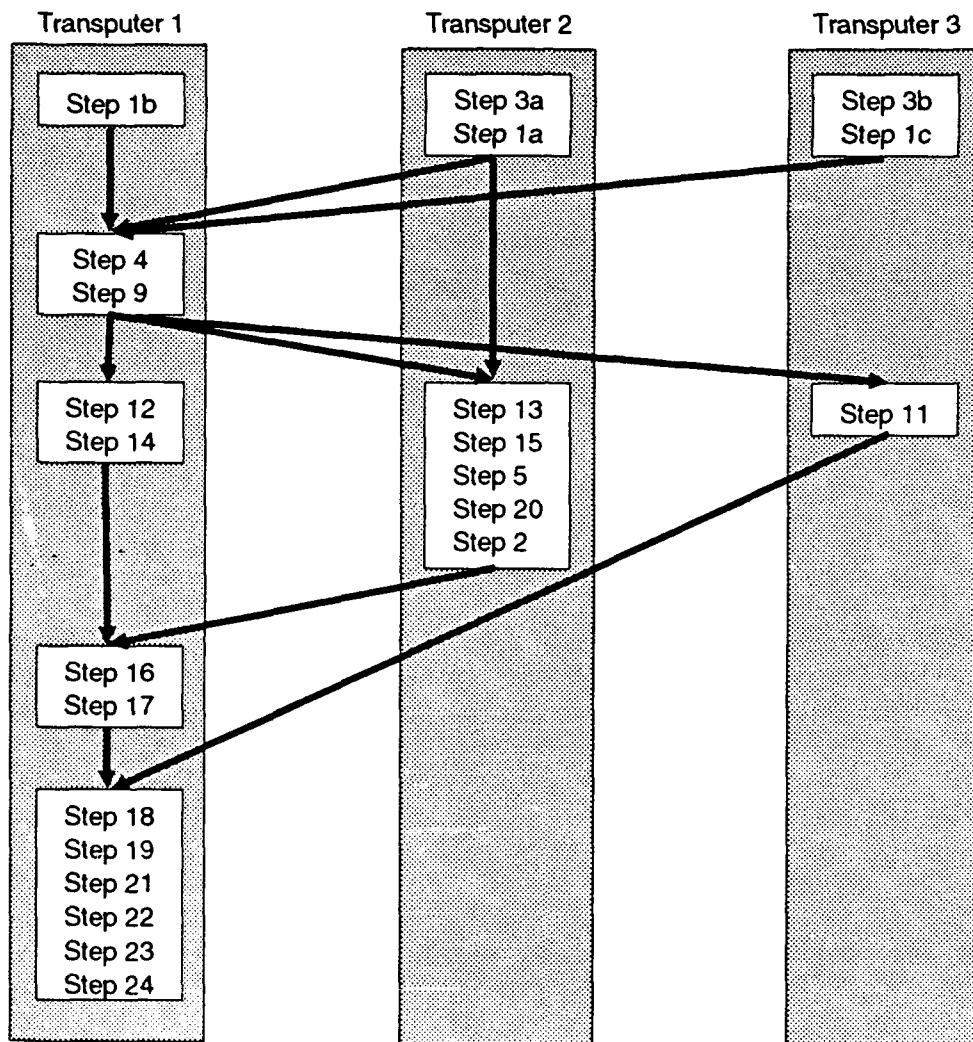 Transputer 1
Step 1b
Step 4
Step 9
Step 12
Step 14
Step 16
Step 17
Step 18
Step 19
Step 21
Step 22
Step 23
Step 24
Transputer 2
Step 3a
Step 1a
Step 13
Step 15
Step 5
Step 20
Step 2
Transputer 3
Step 3b
Step 1c
Step 11